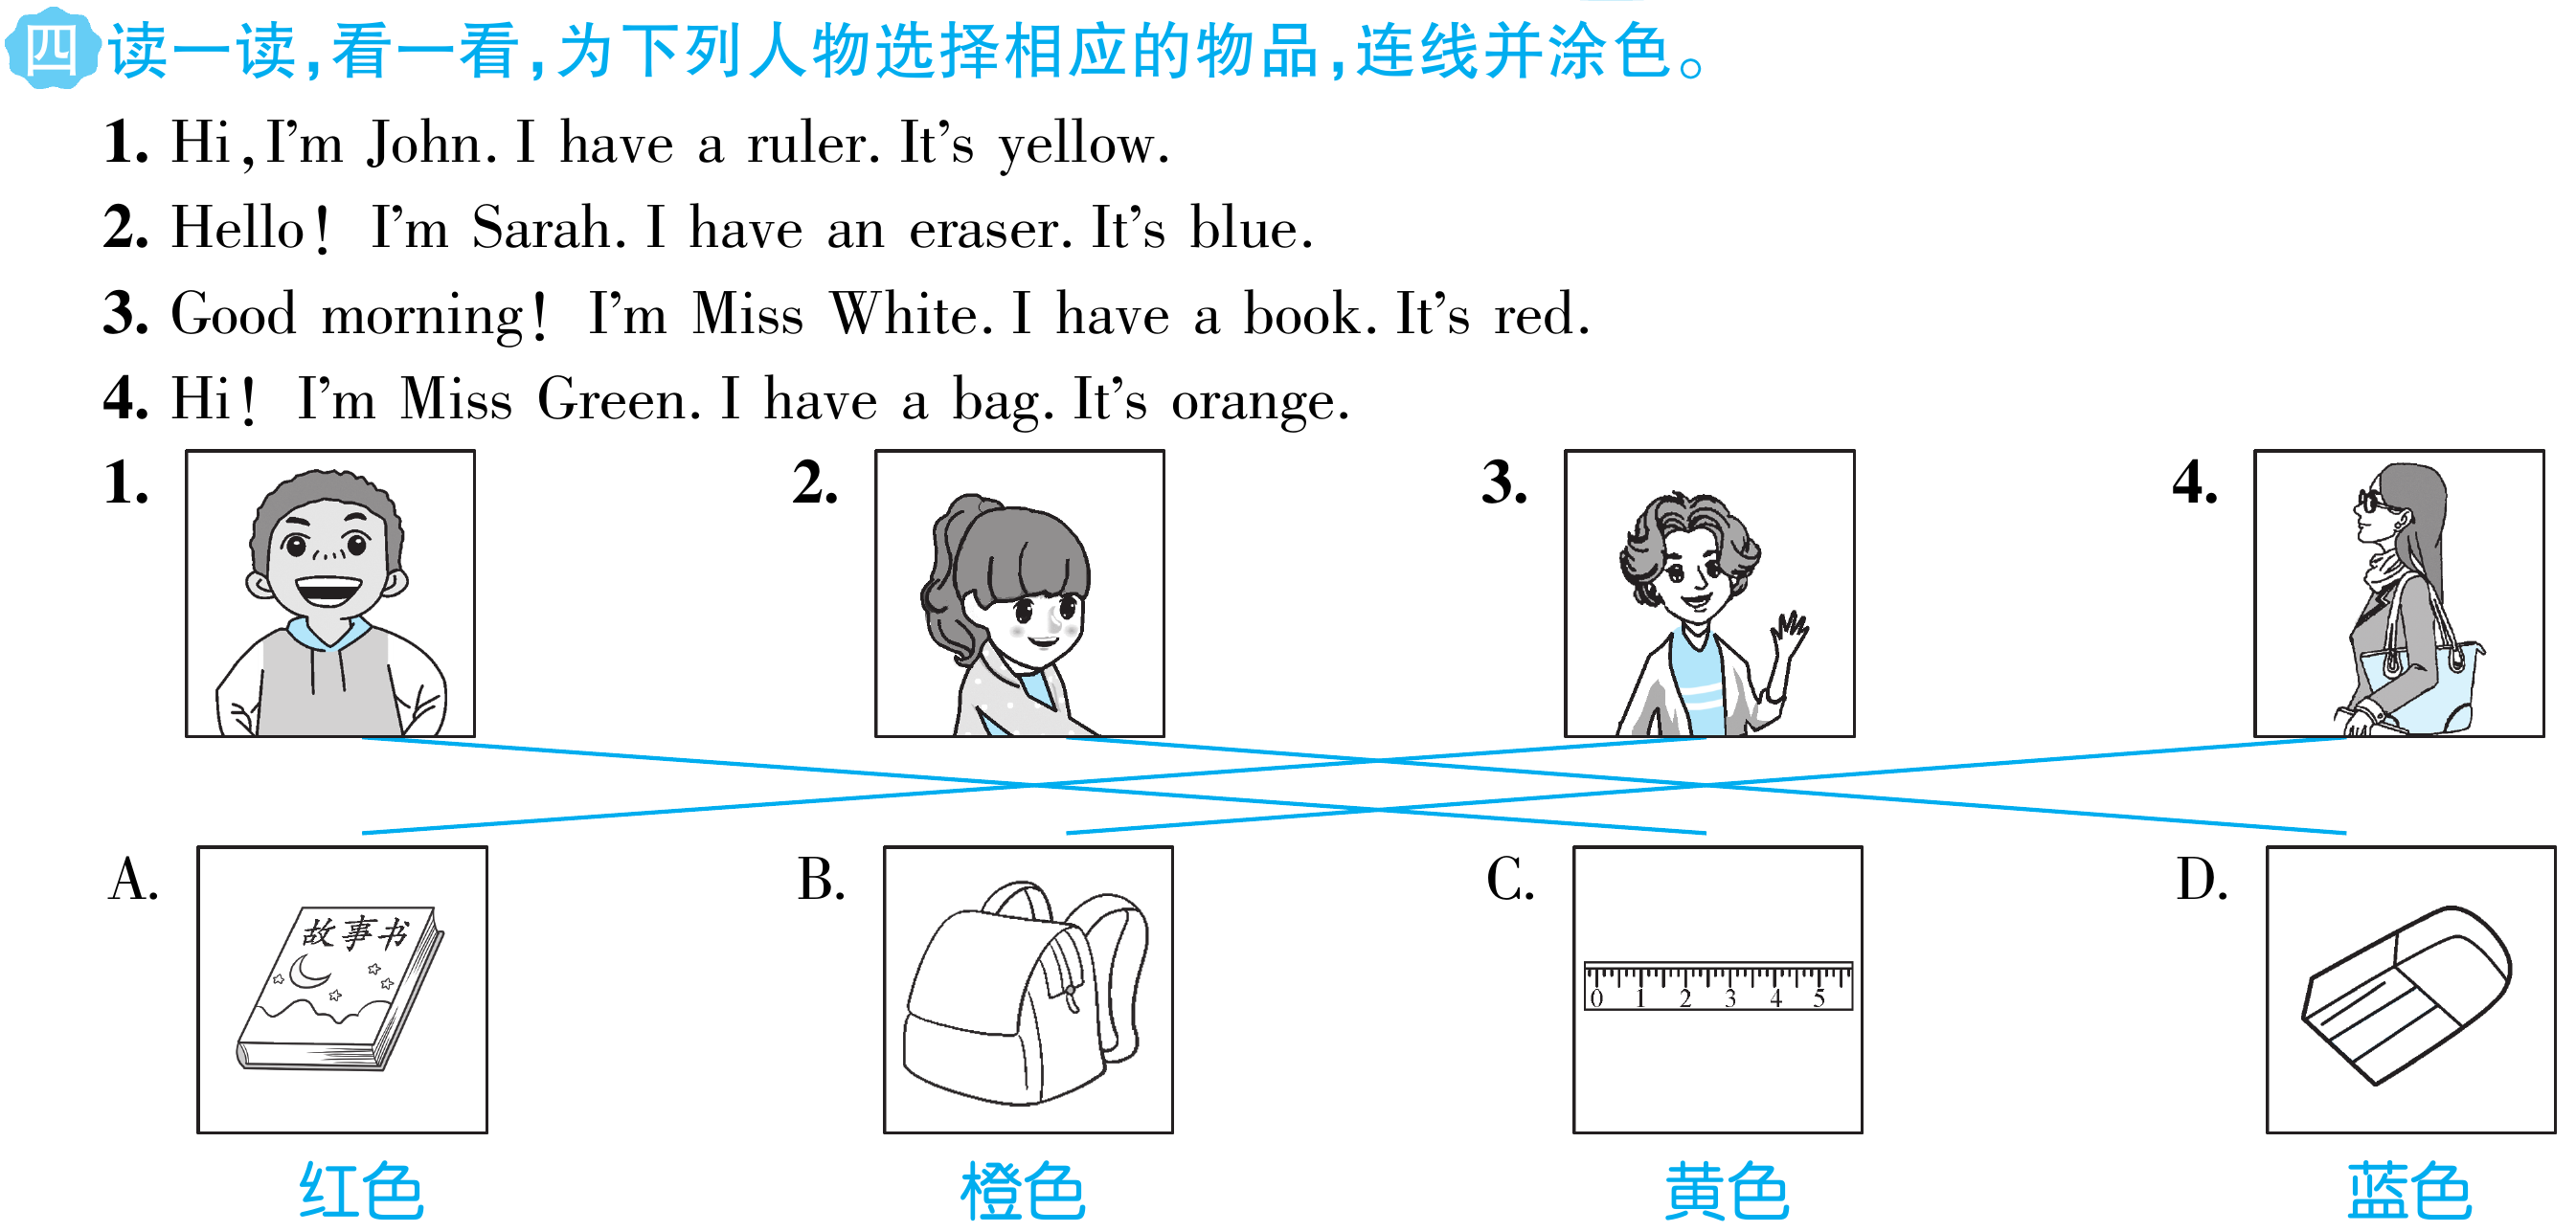 四 读一读,看一看,为下列人物选择相应的物品,连线并涂色。
1. Hi, I'm John. I have a ruler. It's yellow.
2. Hello! I'm Sarah. I have an eraser. It's blue.
3. Good morning! I'm Miss White. I have a book. It's red.
4. Hi! I'm Miss Green. I have a bag. It's orange.
1. 2. 3. 4.
A. B. C. D.
故事书
0 1 2 3 4 5
红色 橙色 黄色 蓝色